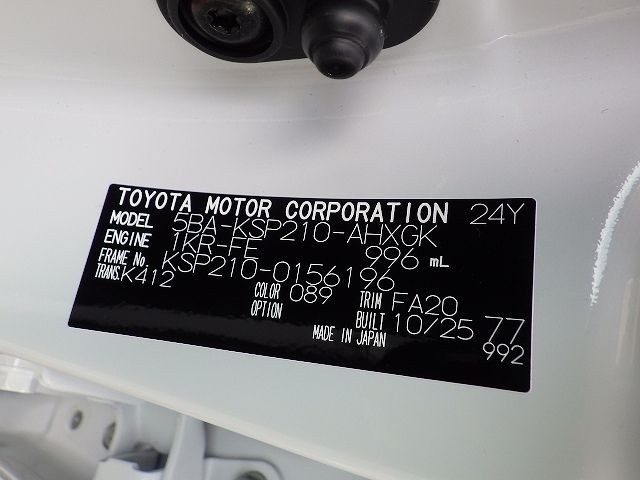 TOYOTA MOTOR CORPORATION 24Y
MODEL 5BA-KSP210-AHXGK
ENGINE 1KR-FE 996 mL
FRAME No. KSP210-0156196
TRANS. K412
COLOR 089 TRIM FA20
OPTION BUILT 10/25 77
MADE IN JAPAN 992